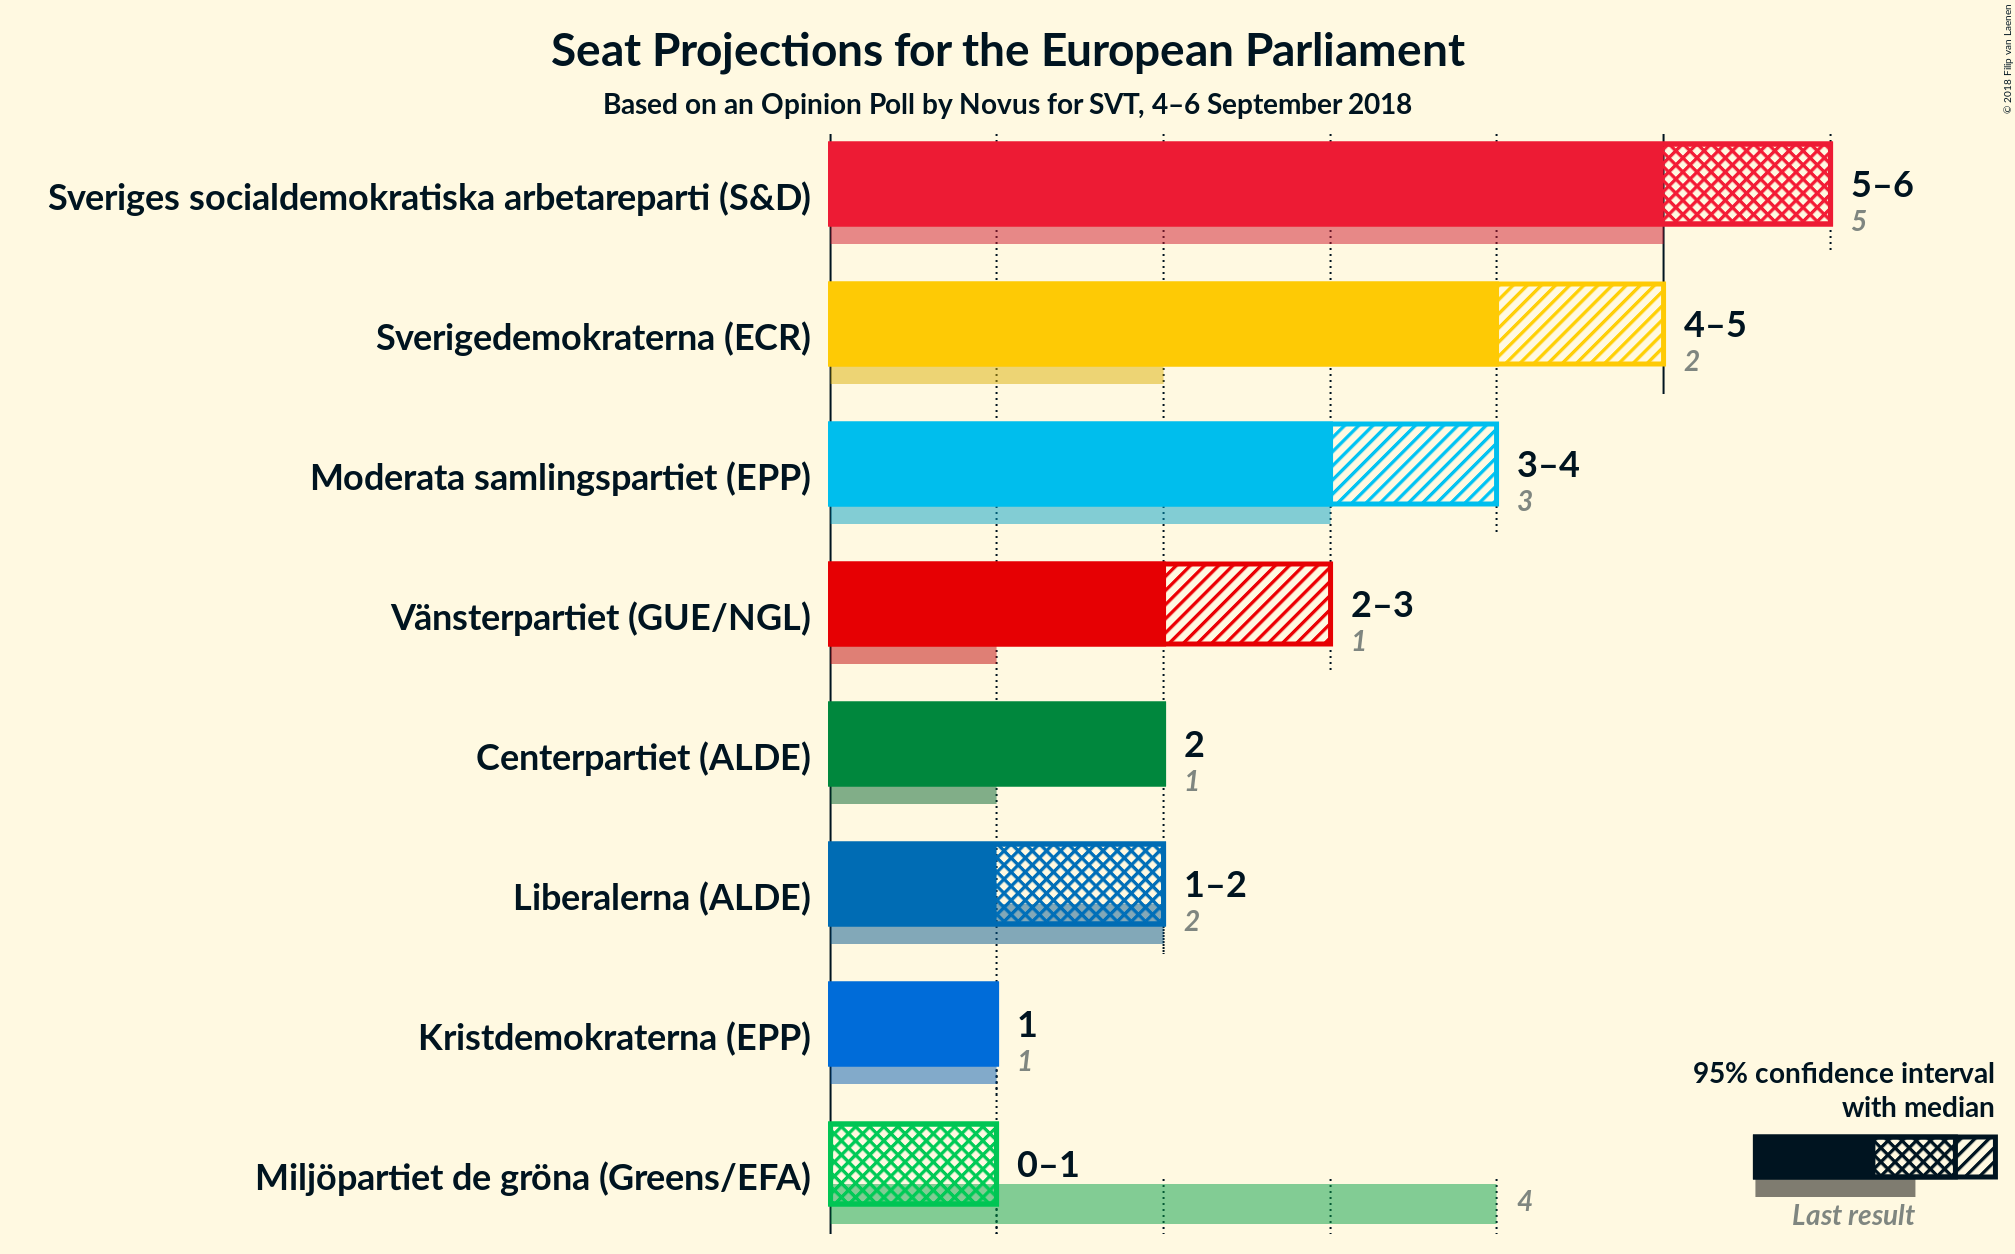 Seat Projections for the European Parliament
Based on an Opinion Poll by Novus for SVT, 4–6 September 2018
© 2018 Filip van Laenen
Sveriges socialdemokratiska arbetareparti (S&D)
5–6
5
Sverigedemokraterna (ECR)
4–5
2
Moderata samlingspartiet (EPP)
3–4
3
Vänsterpartiet (GUE/NGL)
2–3
1
Centerpartiet (ALDE)
2
1
Liberalerna (ALDE)
1–2
2
Kristdemokraterna (EPP)
1
1
Miljöpartiet de gröna (Greens/EFA)
0–1
4
95% confidence interval
with median
Last result